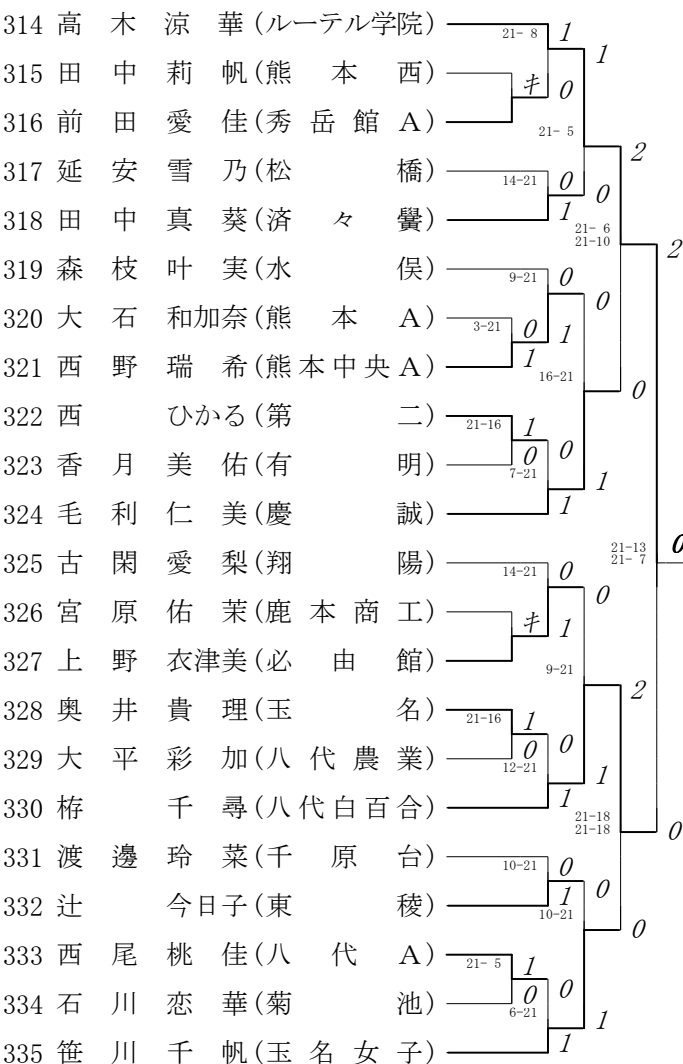 314 高木涼華(ルーテル学院) 21- 8 1 1
315 田中莉帆(熊本西) キ 0
316 前田愛佳(秀岳館A) 21- 5 2
317 延安雪乃(松橋) 14-21 0 0
318 田中真葵(済々黌) 1 21- 6 21-10 2
319 森枝叶実(水俣) 9-21 0 0
320 大石和加奈(熊本A) 3-21 0 1
321 西野瑞希(熊本中央A) 1 16-21 0
322 西ひかる(第二) 21-16 1
323 香月美佑(有明) 0 7-21 0 1
324 毛利仁美(慶誠) 1
21-13 21- 7 0
325 古閑愛梨(翔陽) 14-21 0 0
326 宮原佑茉(鹿本商工) キ 1
327 上野衣津美(必由館) 9-21 2
328 奥井貴理(玉名) 21-16 1
329 大平彩加(八代農業) 0 12-21 0 1
330 栫千尋(八代白百合) 1 21-18 21-18 0
331 渡邊玲菜(千原台) 10-21 0 0
332 辻今日子(東稜) 1 10-21 0
333 西尾桃佳(八代A) 21- 5 1
334 石川恋華(菊池) 0 6-21 0 1
335 笹川千帆(玉名女子) 1